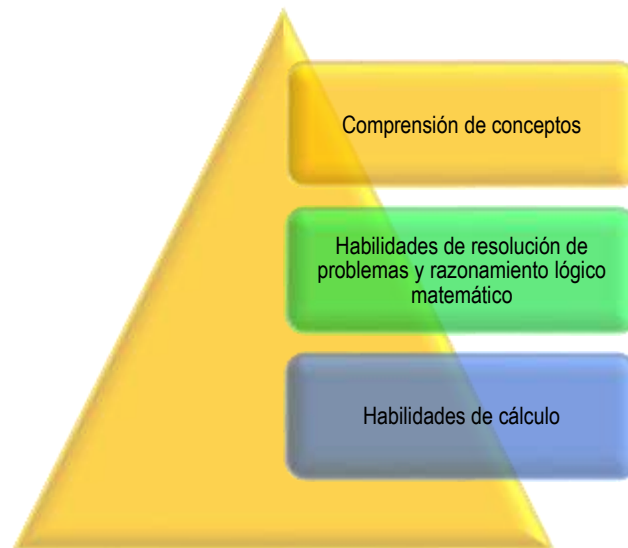 Comprensión de conceptos
Habilidades de resolución de
problemas y razonamiento lógico
matemático
Habilidades de cálculo